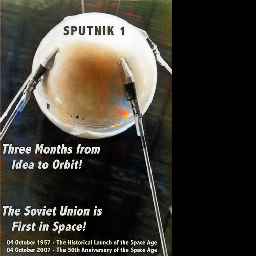 SPUTNIK 1
Three Months from
Idea to Orbit!
The Soviet Union is
First in Space!
04 October 1957 - The Historical Launch of the Space Age
04 October 2007 - The 50th Anniversary of the Space Age